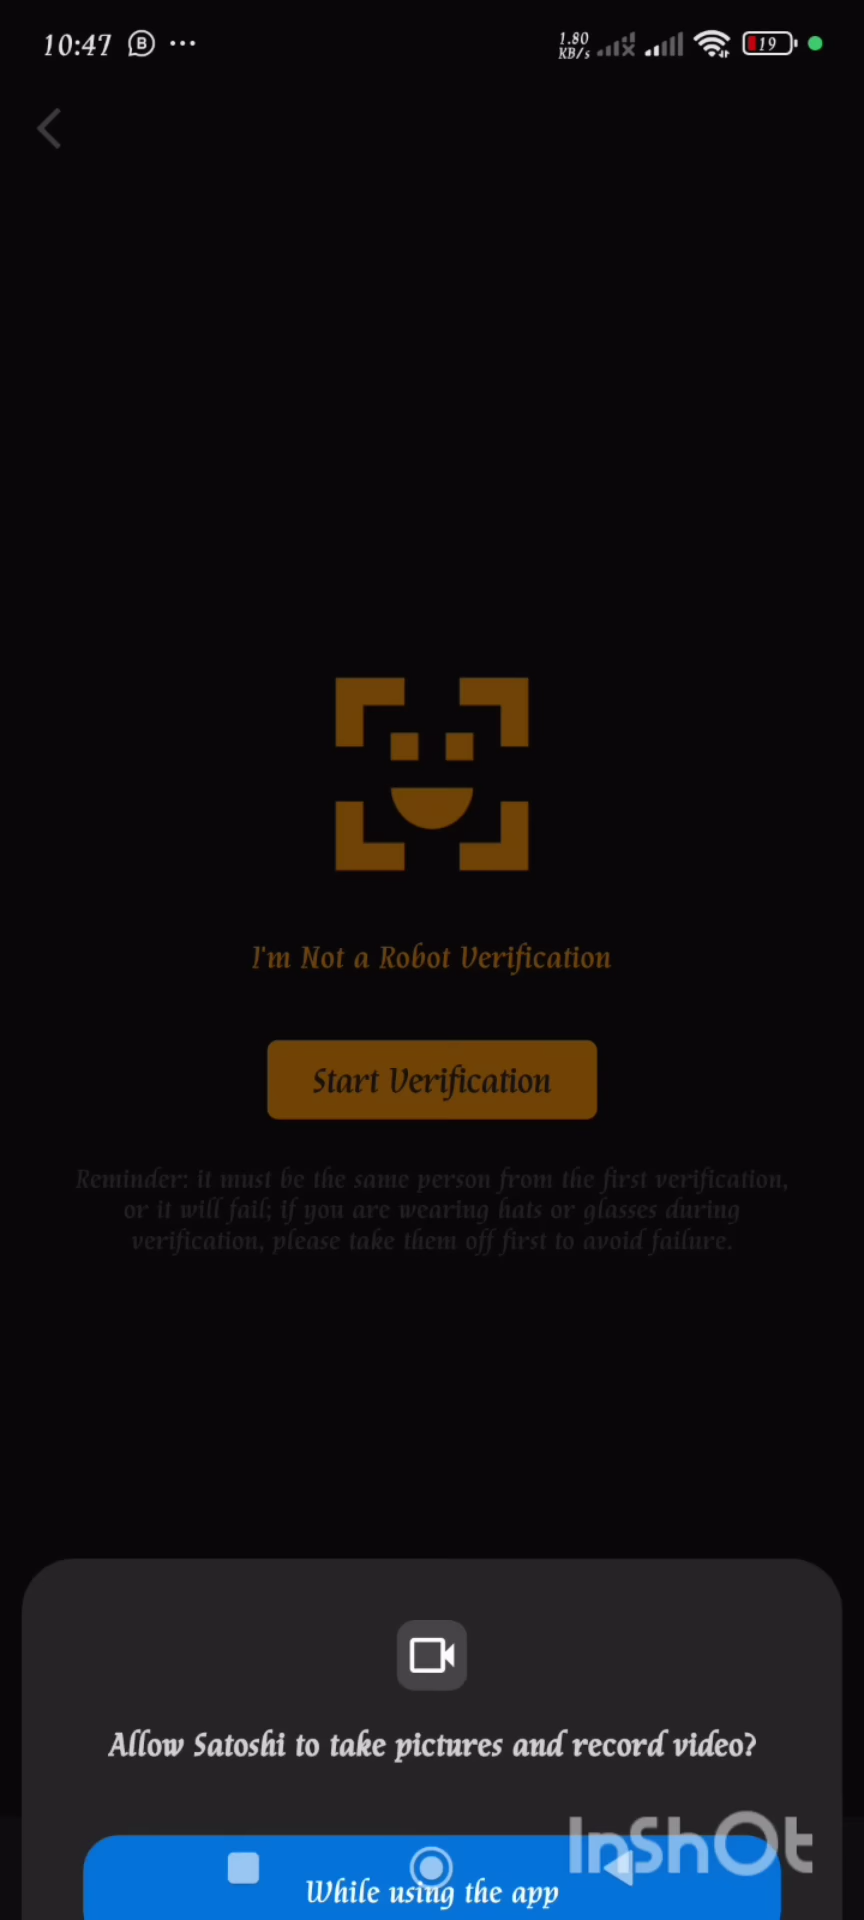 10:47
1.80
KB/s
19
I'm Not a Robot Verification
Start Verification
Reminder: it must be the same person from the first verification,
or it will fail; if you are wearing hats or glasses during
verification, please take them off first to avoid failure.
Allow Satoshi to take pictures and record video?
InShOt
While using the app